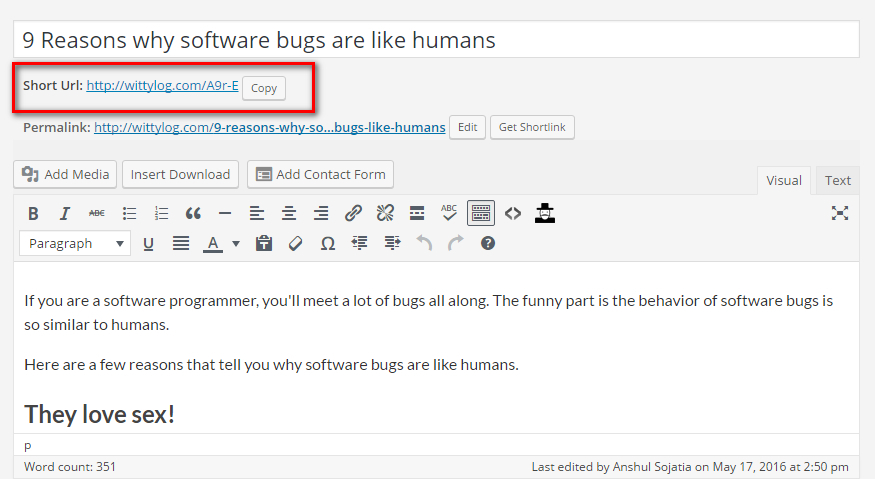 9 Reasons why software bugs are like humans
Short Url: http://wittylog.com/A9r-E Copy
Permalink: http://wittylog.com/9-reasons-why-so...bugs-like-humans Edit Get Shortlink
Add Media Insert Download Add Contact Form
Visual Text
B I ABC ABC
Paragraph U A Ω
If you are a software programmer, you'll meet a lot of bugs all along. The funny part is the behavior of software bugs is
so similar to humans.
Here are a few reasons that tell you why software bugs are like humans.
They love sex!
p
Word count: 351 Last edited by Anshul Sojatia on May 17, 2016 at 2:50 pm